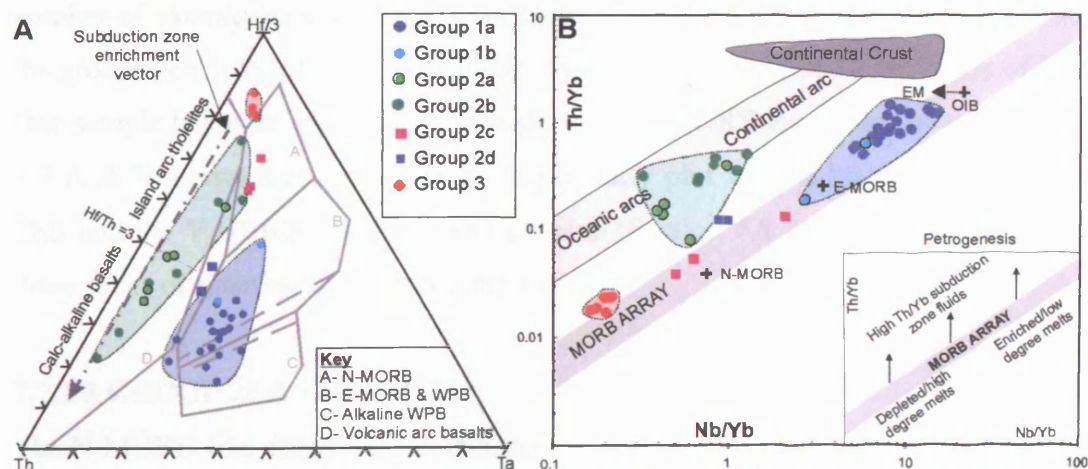 A
Subduction zone
enrichment
vector
Hf/3
Island arc tholeiites
Hf/Th =3
Calc-alkaline basalts
A
B
C
D
Th
Ta
Key
A- N-MORB
B- E-MORB & WPB
C- Alkaline WPB
D- Volcanic arc basalts
Group 1a
Group 1b
Group 2a
Group 2b
Group 2c
Group 2d
Group 3
B
10
1.0
0.1
0.01
Th/Yb
Continental Crust
Continental arc
Oceanic arcs
EM
OIB
E-MORB
N-MORB
MORB ARRAY
Nb/Yb
0.1
1
10
100
Petrogenesis
Th/Yb
High Th/Yb subduction
zone fluids
MORB ARRAY
Enriched/low
degree melts
Depleted/high
degree melts
Nb/Yb